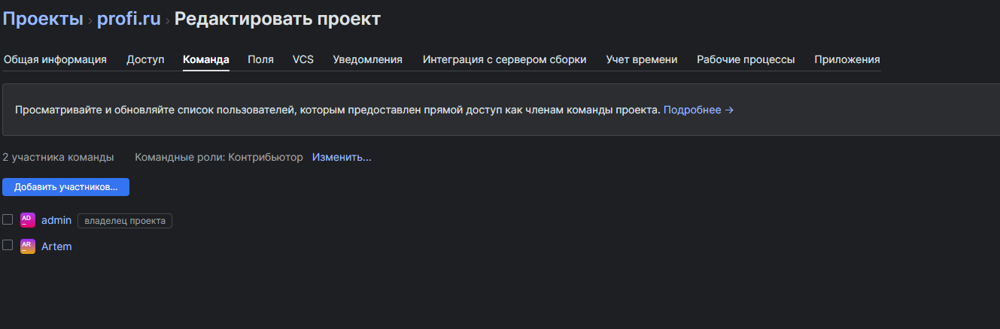 Проекты › profi.ru › Редактировать проект
Общая информация Доступ Команда Поля VCS Уведомления Интеграция с сервером сборки Учет времени Рабочие процессы Приложения
Просматривайте и обновляйте список пользователей, которым предоставлен прямой доступ как членам команды проекта. Подробнее →
2 участника команды Командные роли: Контрибьютор Изменить...
Добавить участников...
AD admin владелец проекта
AR Artem